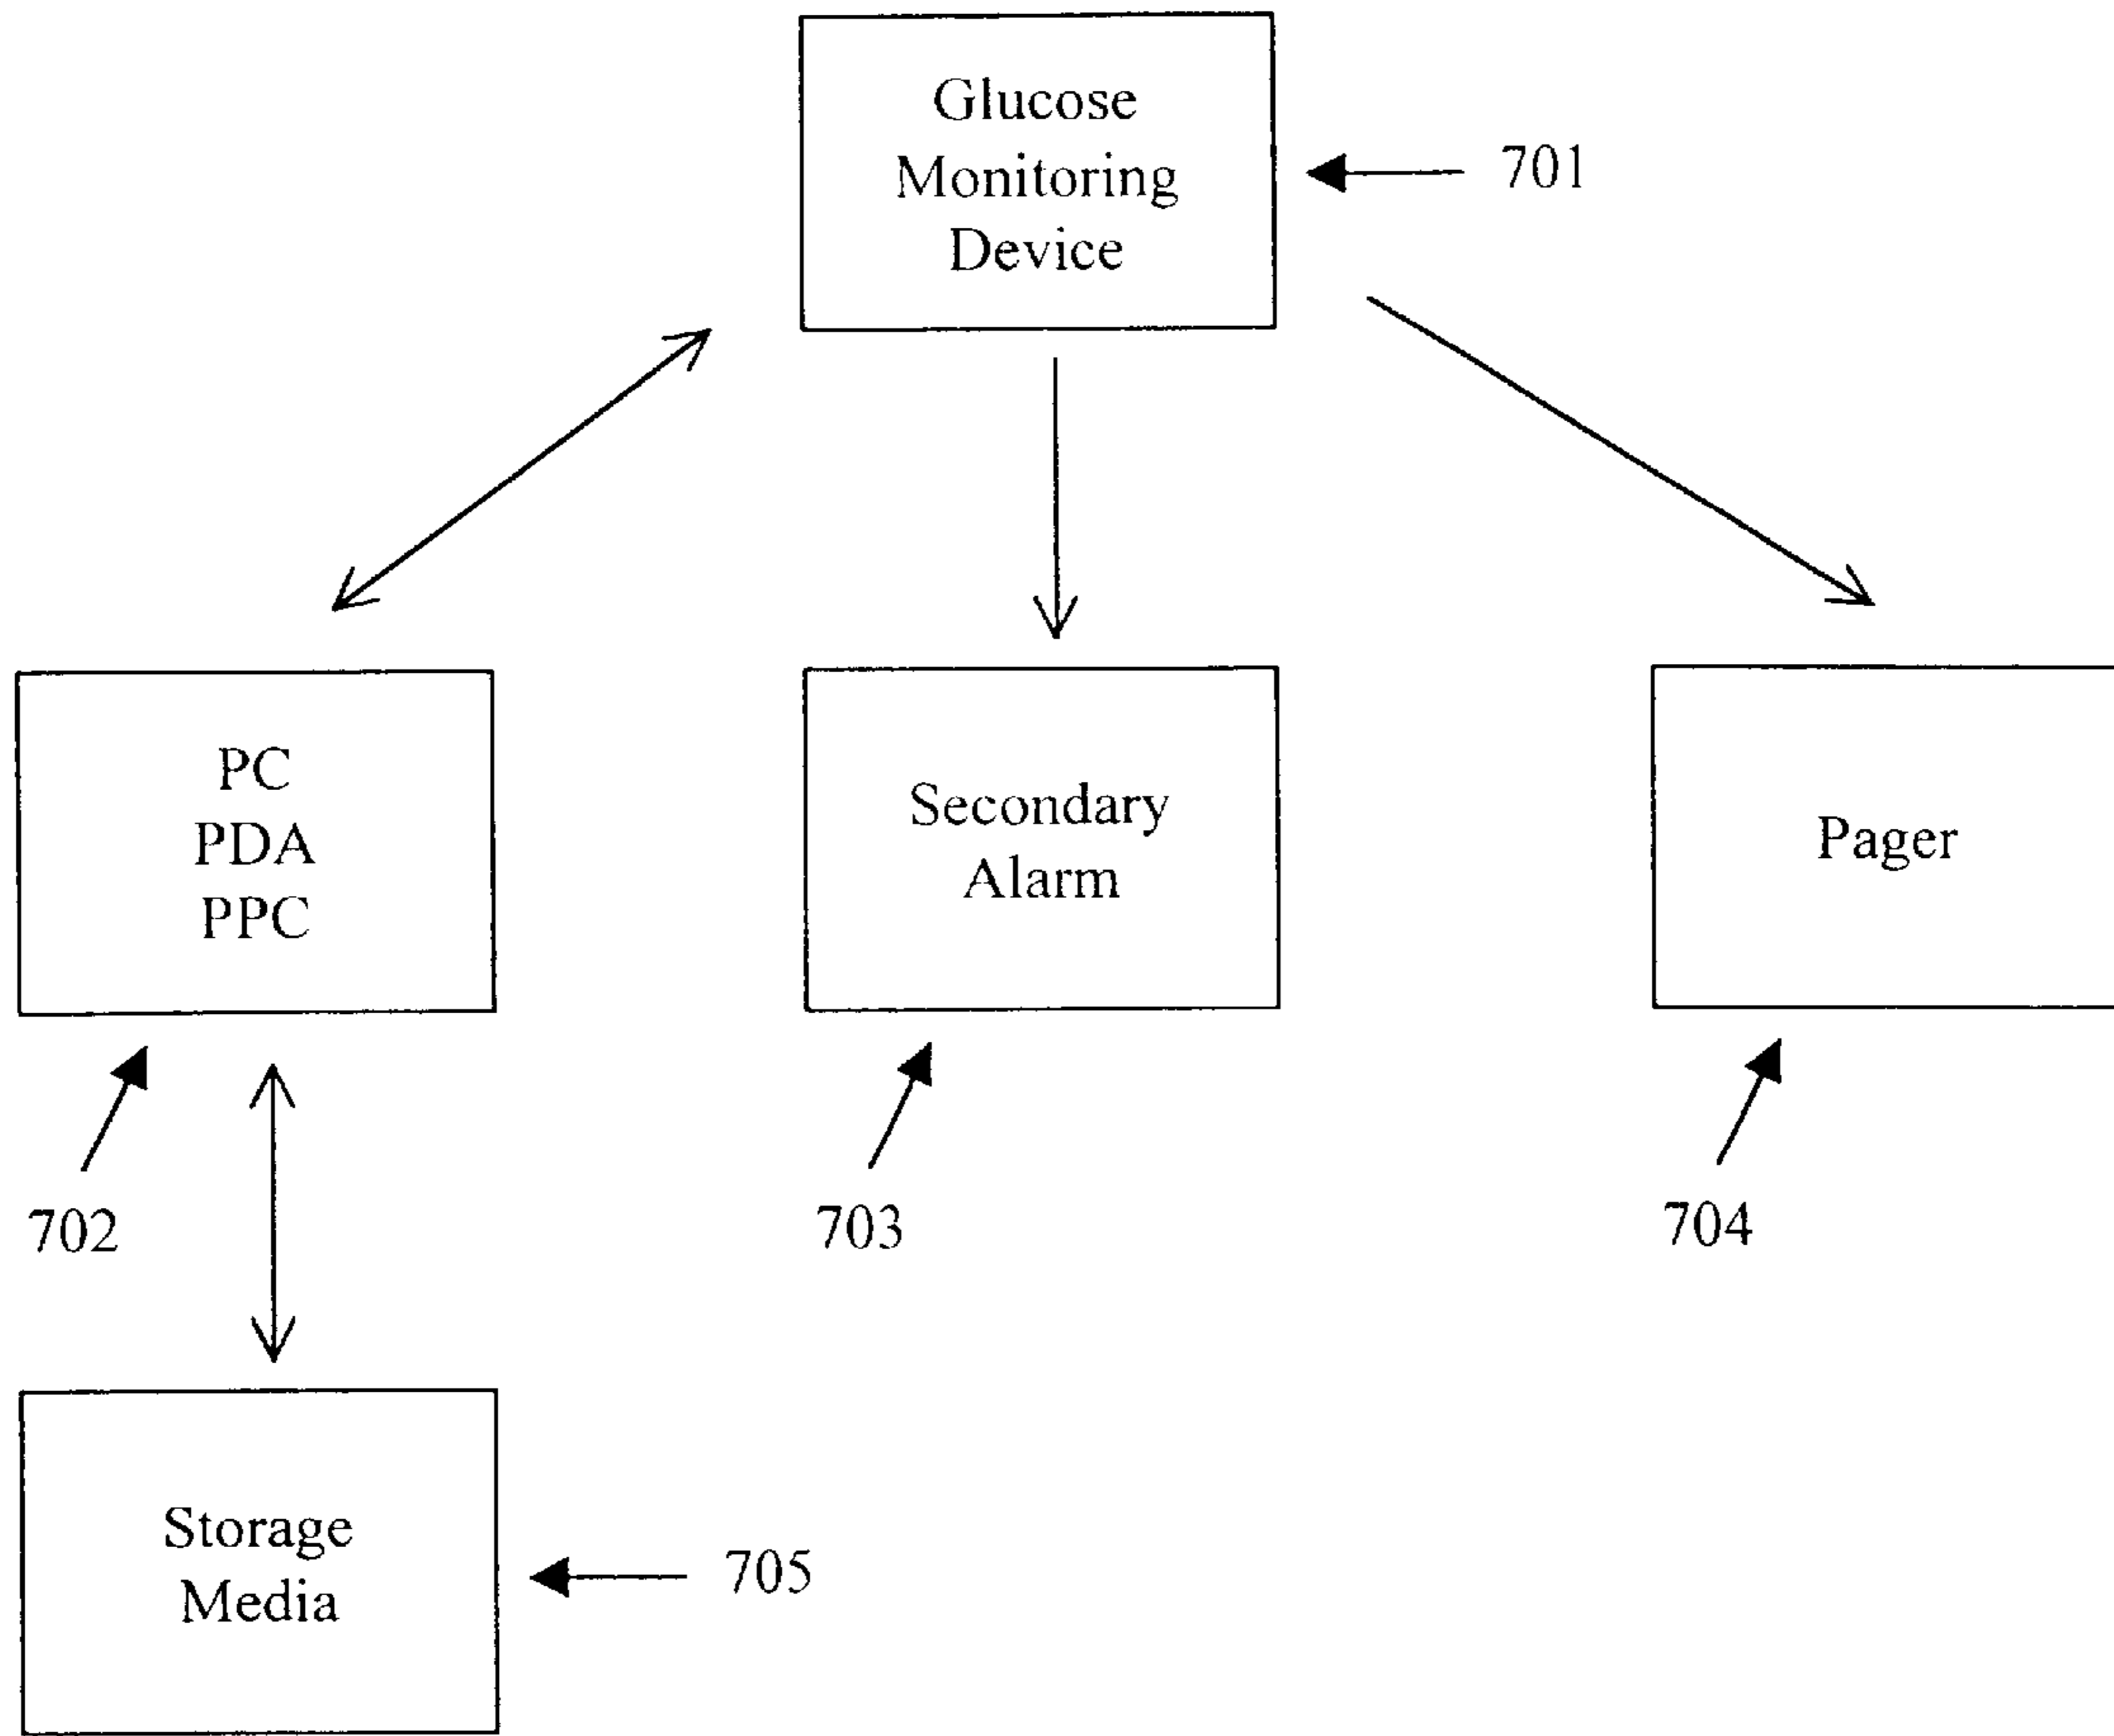 Glucose
Monitoring
Device
701
PC
PDA
PPC
Secondary
Alarm
Pager
702
703
704
Storage
Media
705